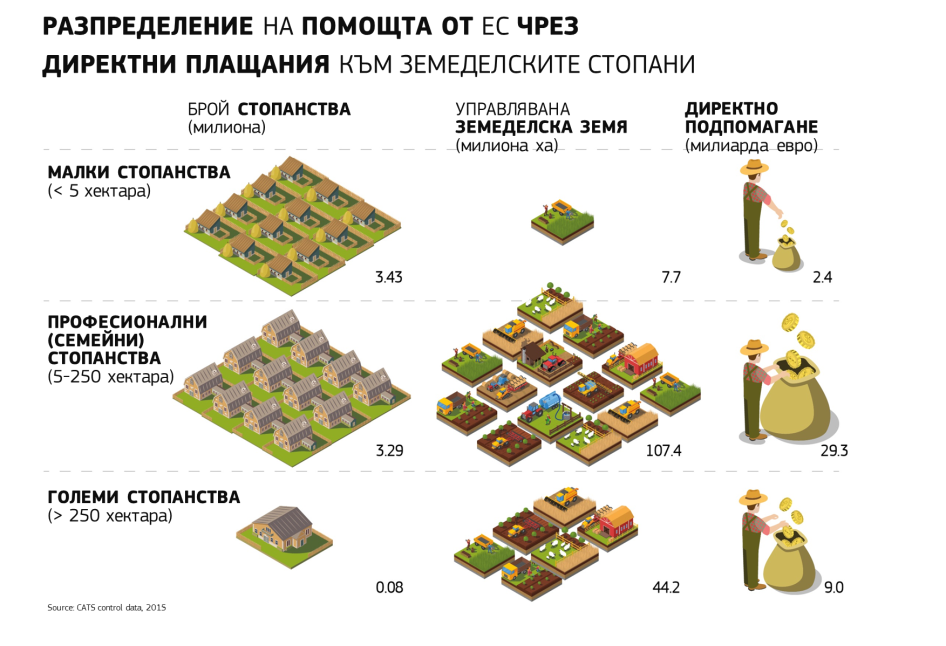 РАЗПРЕДЕЛЕНИЕ НА ПОМОЩТА ОТ ЕС ЧРЕЗ
ДИРЕКТНИ ПЛАЩАНИЯ КЪМ ЗЕМЕДЕЛСКИТЕ СТОПАНИ
БРОЙ СТОПАНСТВА
(милиона)
УПРАВЛЯВАНА
ЗЕМЕДЕЛСКА ЗЕМЯ
(милиона ха)
ДИРЕКТНО
ПОДПОМАГАНЕ
(милиарда евро)
МАЛКИ СТОПАНСТВА
(< 5 хектара)
3.43
7.7
2.4
ПРОФЕСИОНАЛНИ
(СЕМЕЙНИ)
СТОПАНСТВА
(5-250 хектара)
3.29
107.4
29.3
ГОЛЕМИ СТОПАНСТВА
(> 250 хектара)
0.08
44.2
9.0
Source: CATS control data, 2015